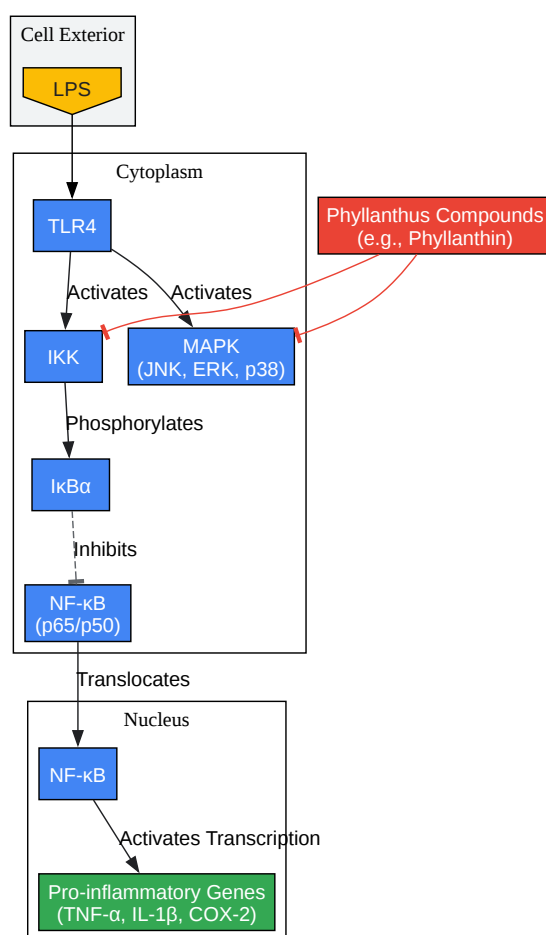 Cell Exterior
LPS
Cytoplasm
TLR4
Phyllanthus Compounds
(e.g., Phyllanthin)
Activates
Activates
IKK
MAPK
(JNK, ERK, p38)
Phosphorylates
IκBα
Inhibits
NF-κB
(p65/p50)
Translocates
Nucleus
NF-κB
Activates Transcription
Pro-inflammatory Genes
(TNF-α, IL-1β, COX-2)